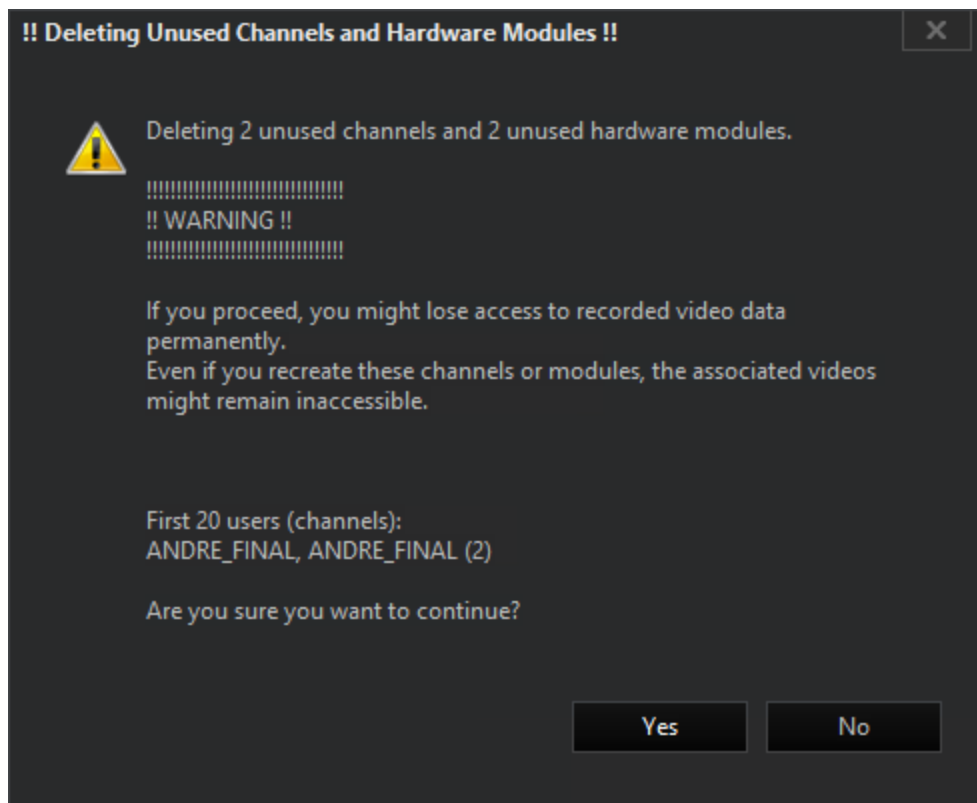 !! Deleting Unused Channels and Hardware Modules !!
Deleting 2 unused channels and 2 unused hardware modules.
!!!!!!!!!!!!!!!!!!!!!!!!!!!!!!!!!
!! WARNING !!
!!!!!!!!!!!!!!!!!!!!!!!!!!!!!!!!!
If you proceed, you might lose access to recorded video data
permanently.
Even if you recreate these channels or modules, the associated videos
might remain inaccessible.
First 20 users (channels):
ANDRE_FINAL, ANDRE_FINAL (2)
Are you sure you want to continue?
Yes
No